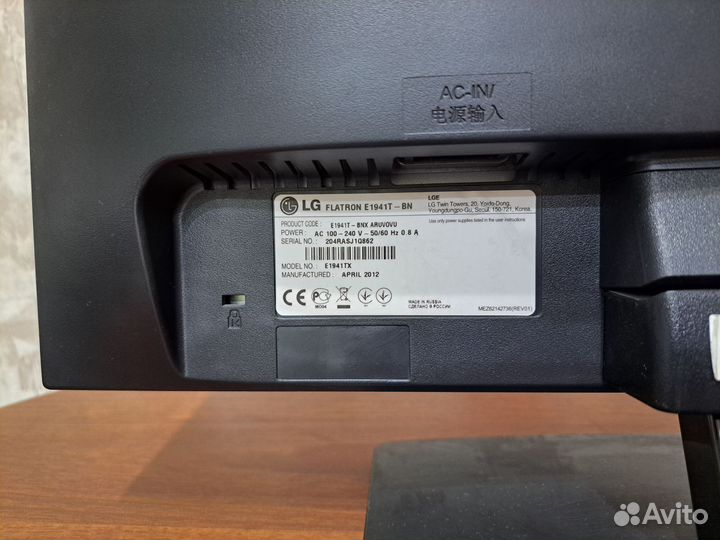 AC-IN/
电源输入
LG FLATRON E1941T-BN
LGE
LG Twin Towers, 20, Yoido-Dong,
Youngdungpo-Gu, Seoul, 150-721, Korea
Use only power supplies listed in the user instructions
PRODUCT CODE : E1941T-BNX ARUVOVU
POWER : AC 100-240 V~50/60 Hz 0.8 A
SERIAL NO. : 204RASJ1Q862
MODEL NO. : E1941TX
MANUFACTURED : APRIL 2012
CE
MO04
MADE IN RUSSIA
СДЕЛАНО В РОССИИ
MEZ62142736(REV01)
Avito